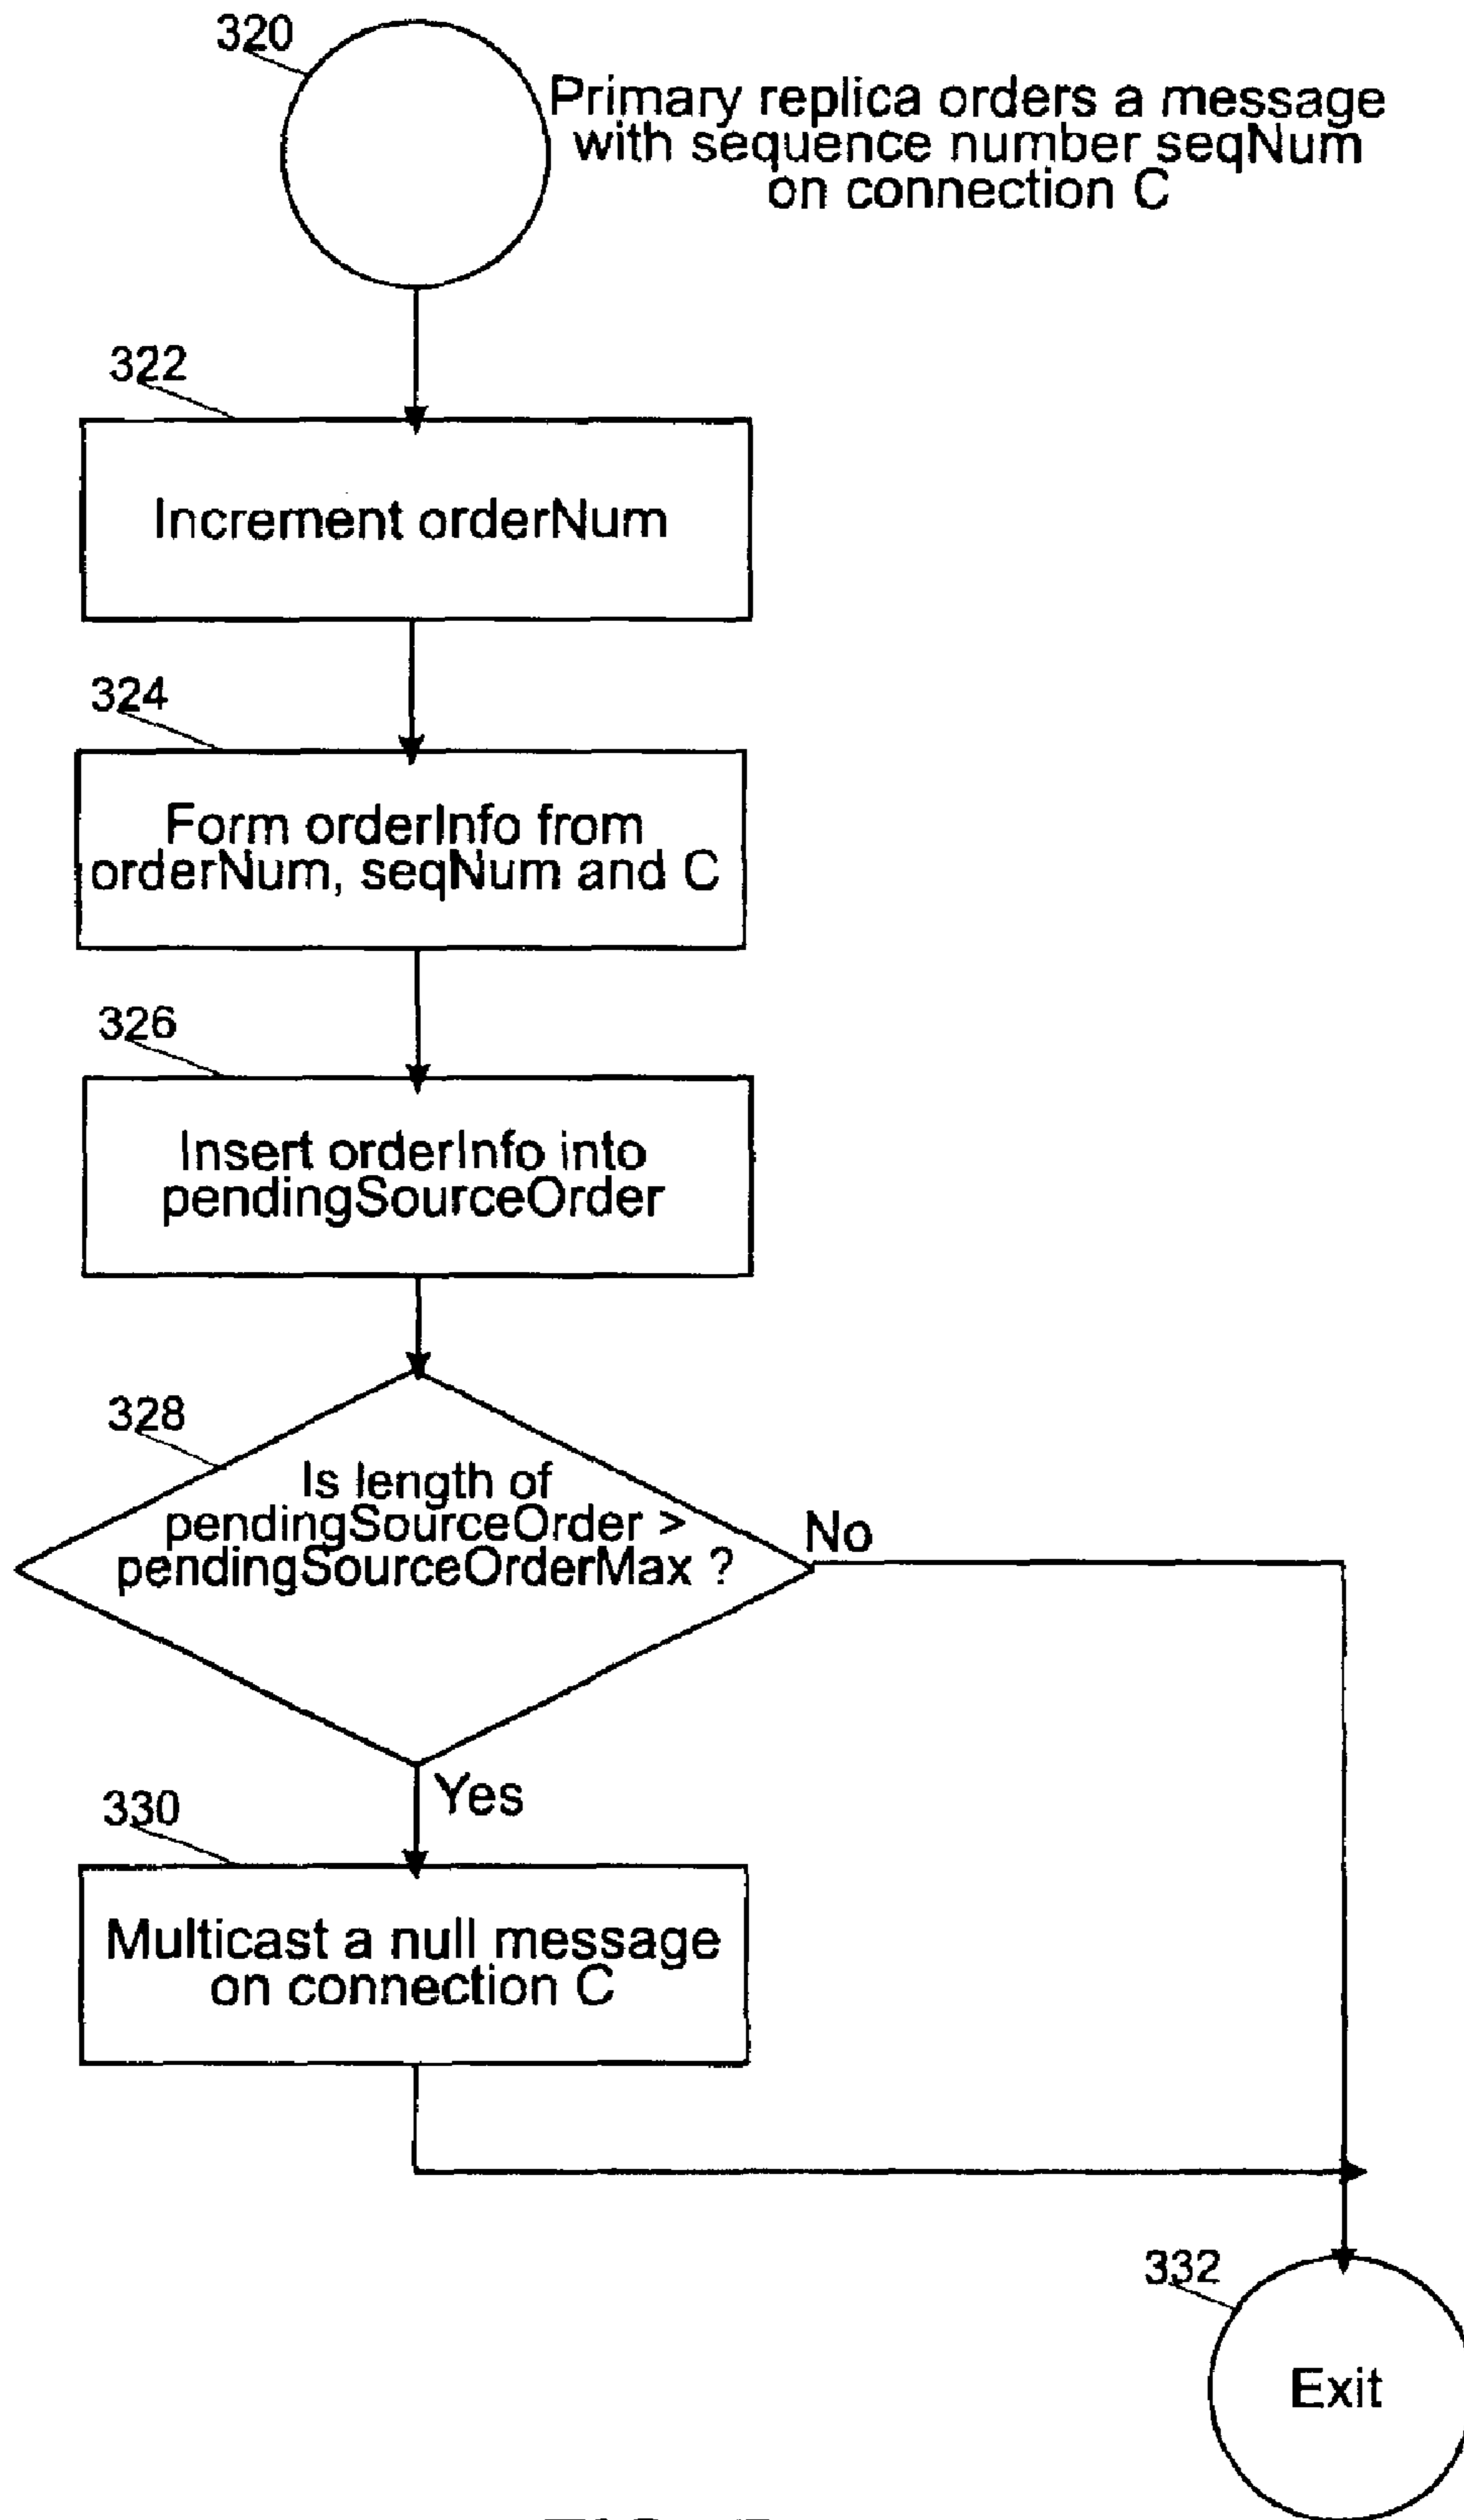 320
Primary replica orders a message
with sequence number seqNum
on connection C
322
Increment orderNum
324
Form orderInfo from
orderNum, seqNum and C
326
Insert orderInfo into
pendingSourceOrder
328
Is length of
pendingSourceOrder >
pendingSourceOrderMax ?
No
Yes
330
Multicast a null message
on connection C
332
Exit